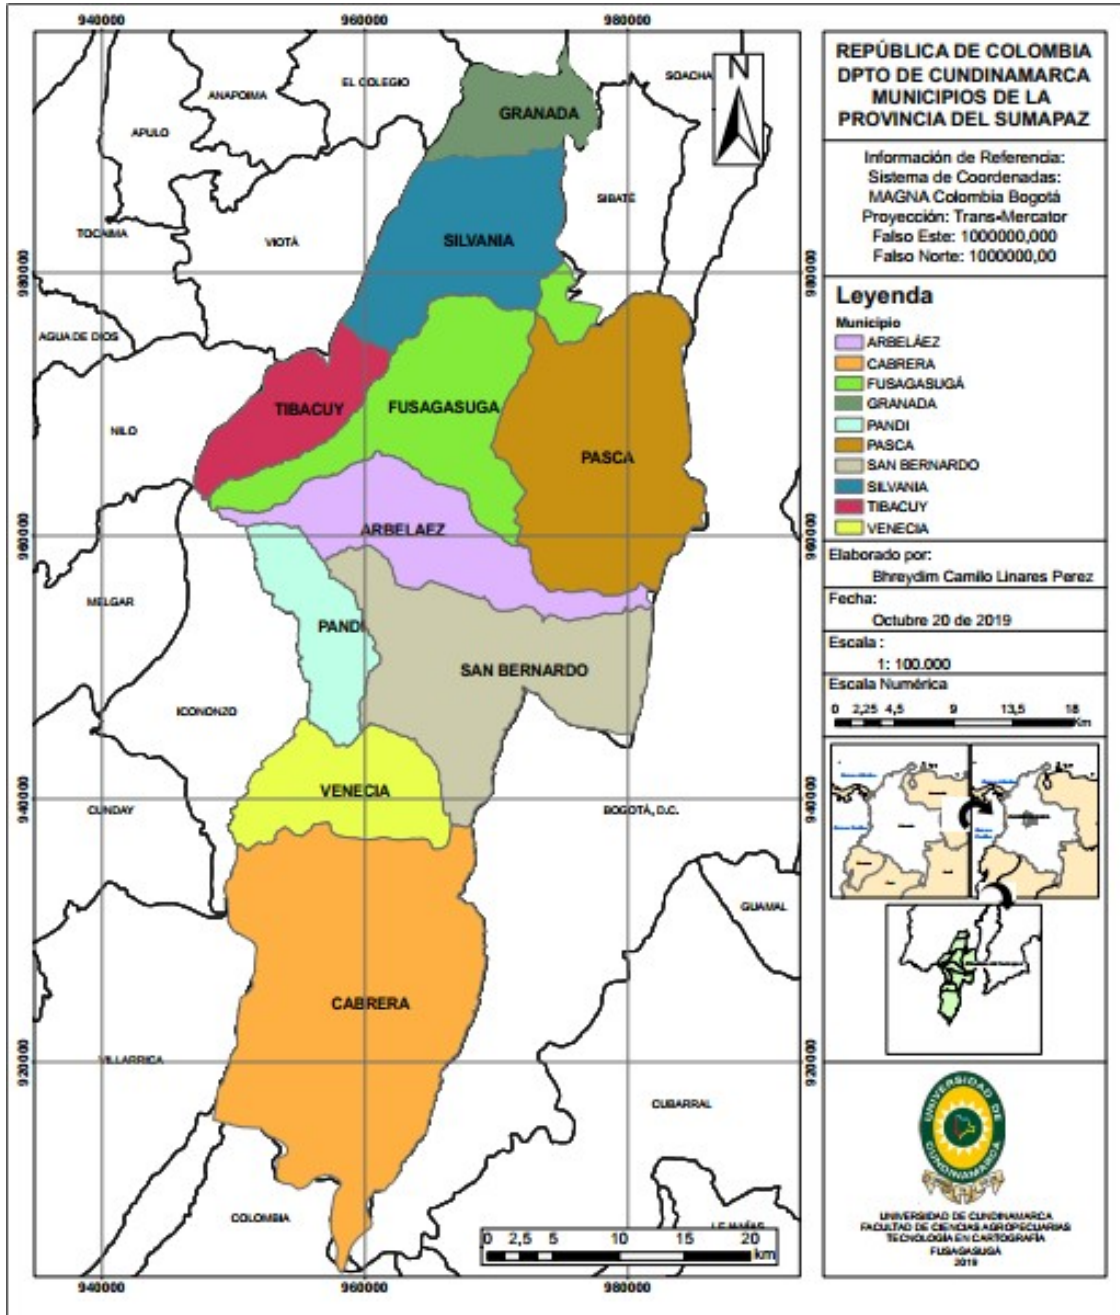 940000
960000
980000
EL COLEGIO
SOACHA
N
ANAPOIMA
GRANADA
APULO
SIBATÉ
TOCAIMA
VIOTÁ
SILVANIA
980000
980000
AGUA DE DIOS
TIBACUY
FUSAGASUGA
NILO
PASCA
ARBELAEZ
960000
960000
MELGAR
PANDI
SAN BERNARDO
ICONONZO
VENECIA
CUNDAY
BOGOTÁ, D.C.
940000
940000
GUAMAL
CABRERA
VILLARRICA
920000
920000
CUBARRAL
COLOMBIA
0 2,5 5 10 15 20
km
940000
960000
980000
REPÚBLICA DE COLOMBIA
DPTO DE CUNDINAMARCA
MUNICIPIOS DE LA
PROVINCIA DEL SUMAPAZ
Información de Referencia:
Sistema de Coordenadas:
MAGNA Colombia Bogotá
Proyección: Trans-Mercator
Falso Este: 1000000,000
Falso Norte: 1000000,00
Leyenda
Municipio
ARBELÁEZ
CABRERA
FUSAGASUGÁ
GRANADA
PANDI
PASCA
SAN BERNARDO
SILVANIA
TIBACUY
VENECIA
Elaborado por:
Bhreydim Camilo Linares Perez
Fecha:
Octubre 20 de 2019
Escala :
1: 100.000
Escala Numérica
0 2,25 4,5 9 13,5 18
Km
UNIVERSIDAD DE
CUNDINAMARCA
UNIVERSIDAD DE CUNDINAMARCA
FACULTAD DE CIENCIAS AGROPECUARIAS
TECNOLOGÍA EN CARTOGRAFÍA
FUSAGASUGÁ
2019